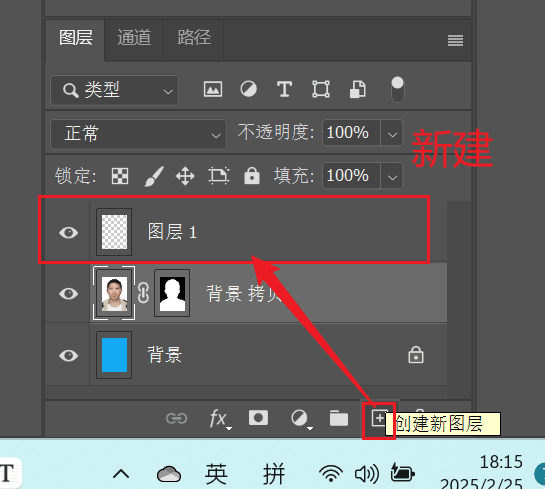 图层 通道 路径
类型
正常 不透明度: 100%
新建
锁定: 填充: 100%
图层 1
背景 拷贝
背景
fx
创建新图层
T 英 拼 18:15
2025/2/25